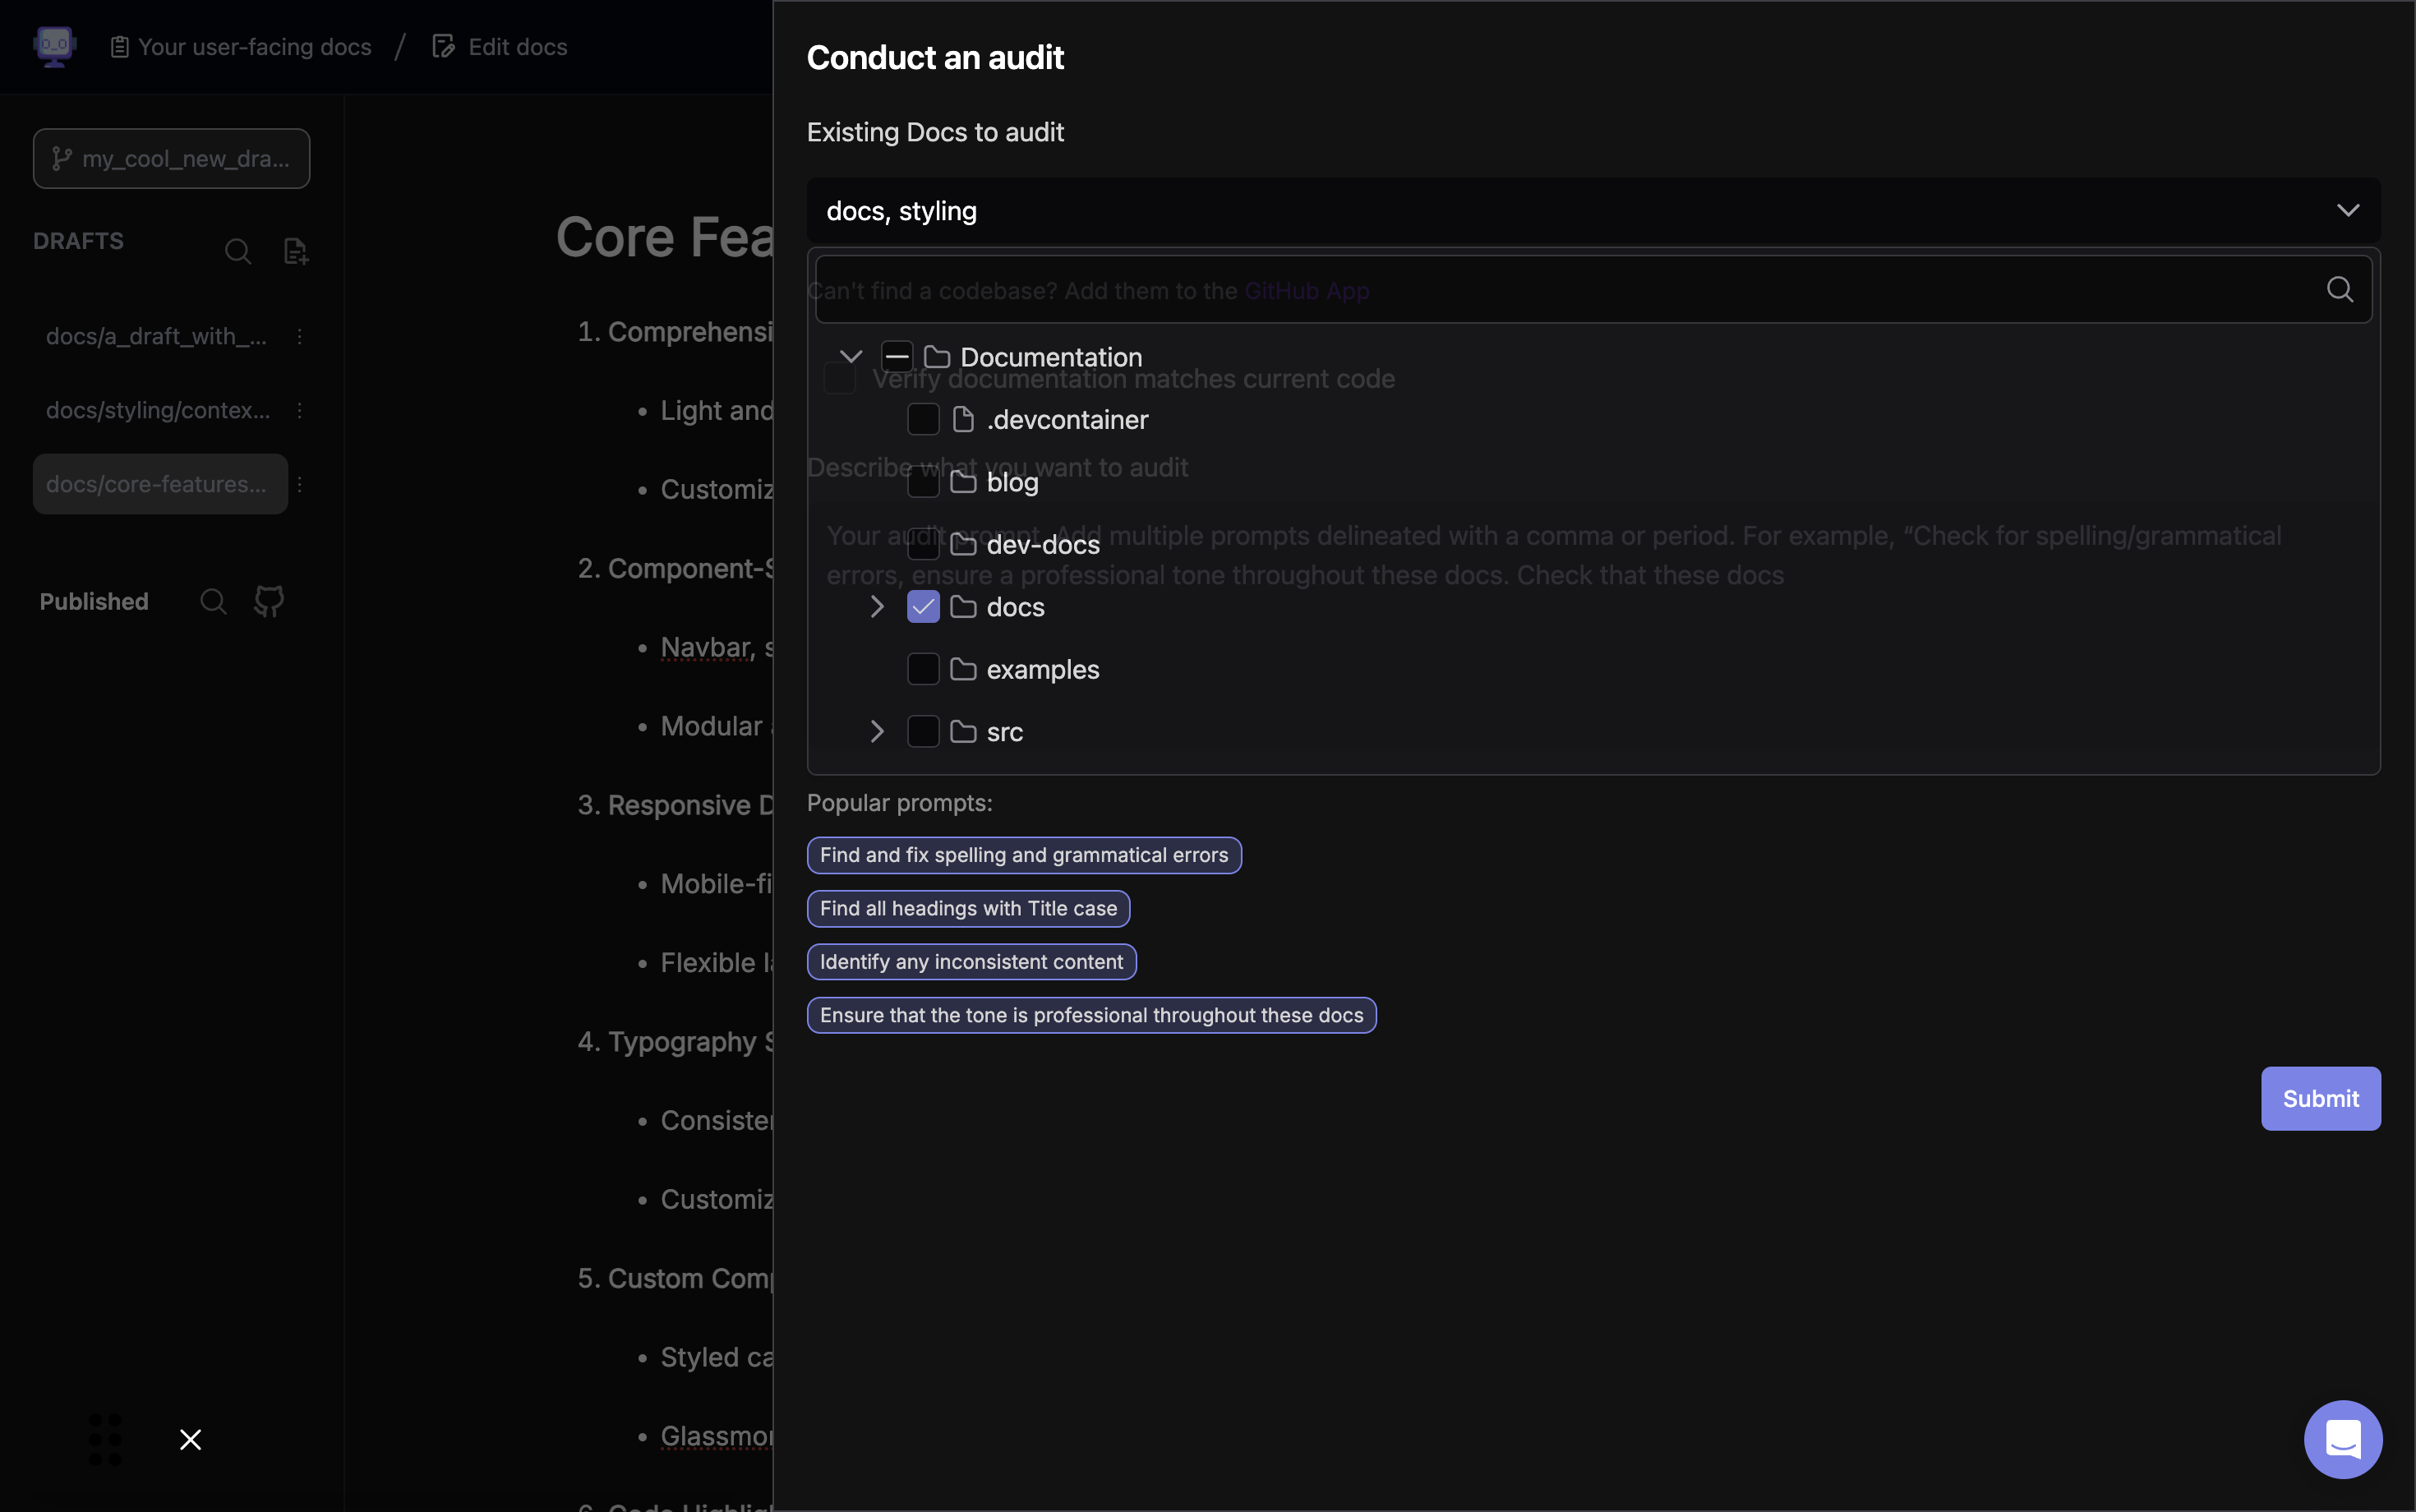 Your user-facing docs / Edit docs
my_cool_new_dra...
DRAFTS
docs/a_draft_with_...
docs/styling/contex...
docs/core-features...
Published
Core Fea
1. Comprehensi
• Light and
• Customiz
2. Component-S
• Navbar, s
• Modular a
3. Responsive D
• Mobile-fi
• Flexible la
4. Typography S
• Consister
• Customiz
5. Custom Comp
• Styled ca
• Glassmor
6. Code Highligh
Conduct an audit
Existing Docs to audit
docs, styling
Can't find a codebase? Add them to the GitHub App
Documentation
Verify documentation matches current code
.devcontainer
Describe what you want to audit
blog
Your audit prompt. Add multiple prompts delineated with a comma or period. For example, “Check for spelling/grammatical
dev-docs
errors, ensure a professional tone throughout these docs. Check that these docs
docs
examples
src
Popular prompts:
Find and fix spelling and grammatical errors
Find all headings with Title case
Identify any inconsistent content
Ensure that the tone is professional throughout these docs
Submit